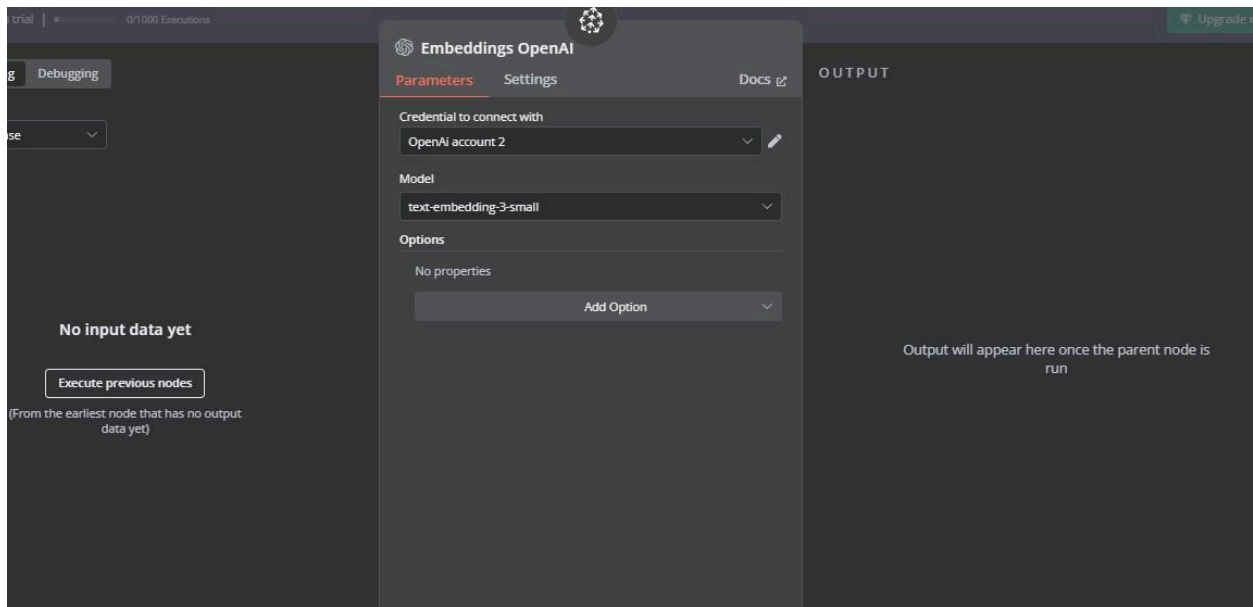 trial
0/1000 Executions
Upgrade
Debugging
No input data yet
Execute previous nodes
(From the earliest node that has no output
data yet)
Embeddings OpenAI
Parameters
Settings
Docs
Credential to connect with
OpenAi account 2
Model
text-embedding-3-small
Options
No properties
Add Option
OUTPUT
Output will appear here once the parent node is
run